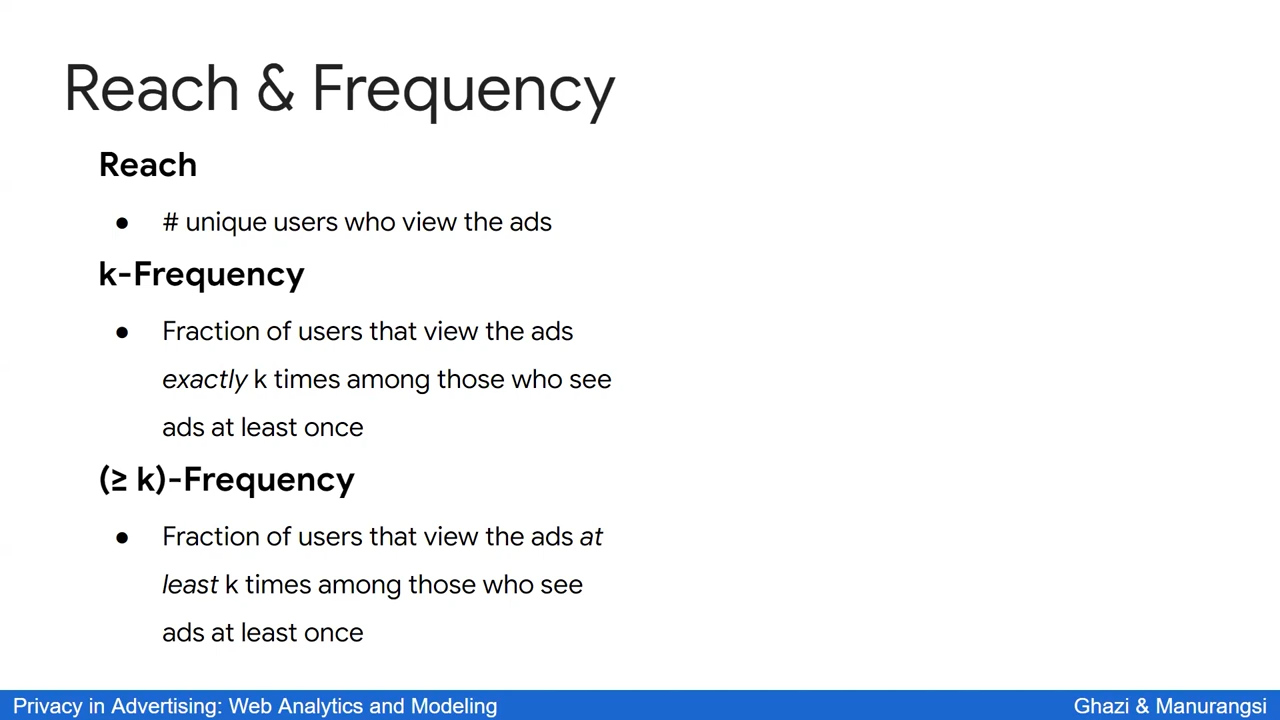 Reach & Frequency
Reach
● # unique users who view the ads
k-Frequency
● Fraction of users that view the ads
exactly k times among those who see
ads at least once
(≥ k)-Frequency
● Fraction of users that view the ads at
least k times among those who see
ads at least once
Privacy in Advertising: Web Analytics and Modeling
Ghazi & Manurangsi